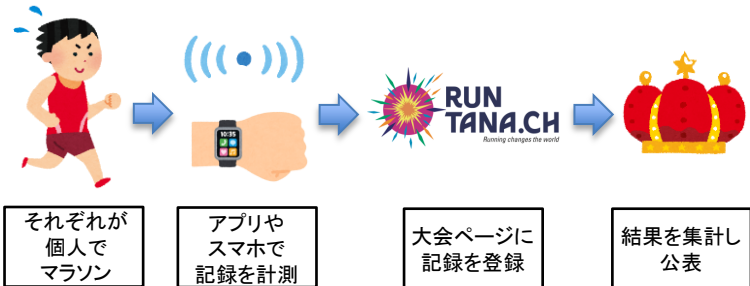 10:35
RUN
TANA.CH
Running changes the world
それぞれが
個人で
マラソン
アプリや
スマホで
記録を計測
大会ページに
記録を登録
結果を集計し
公表